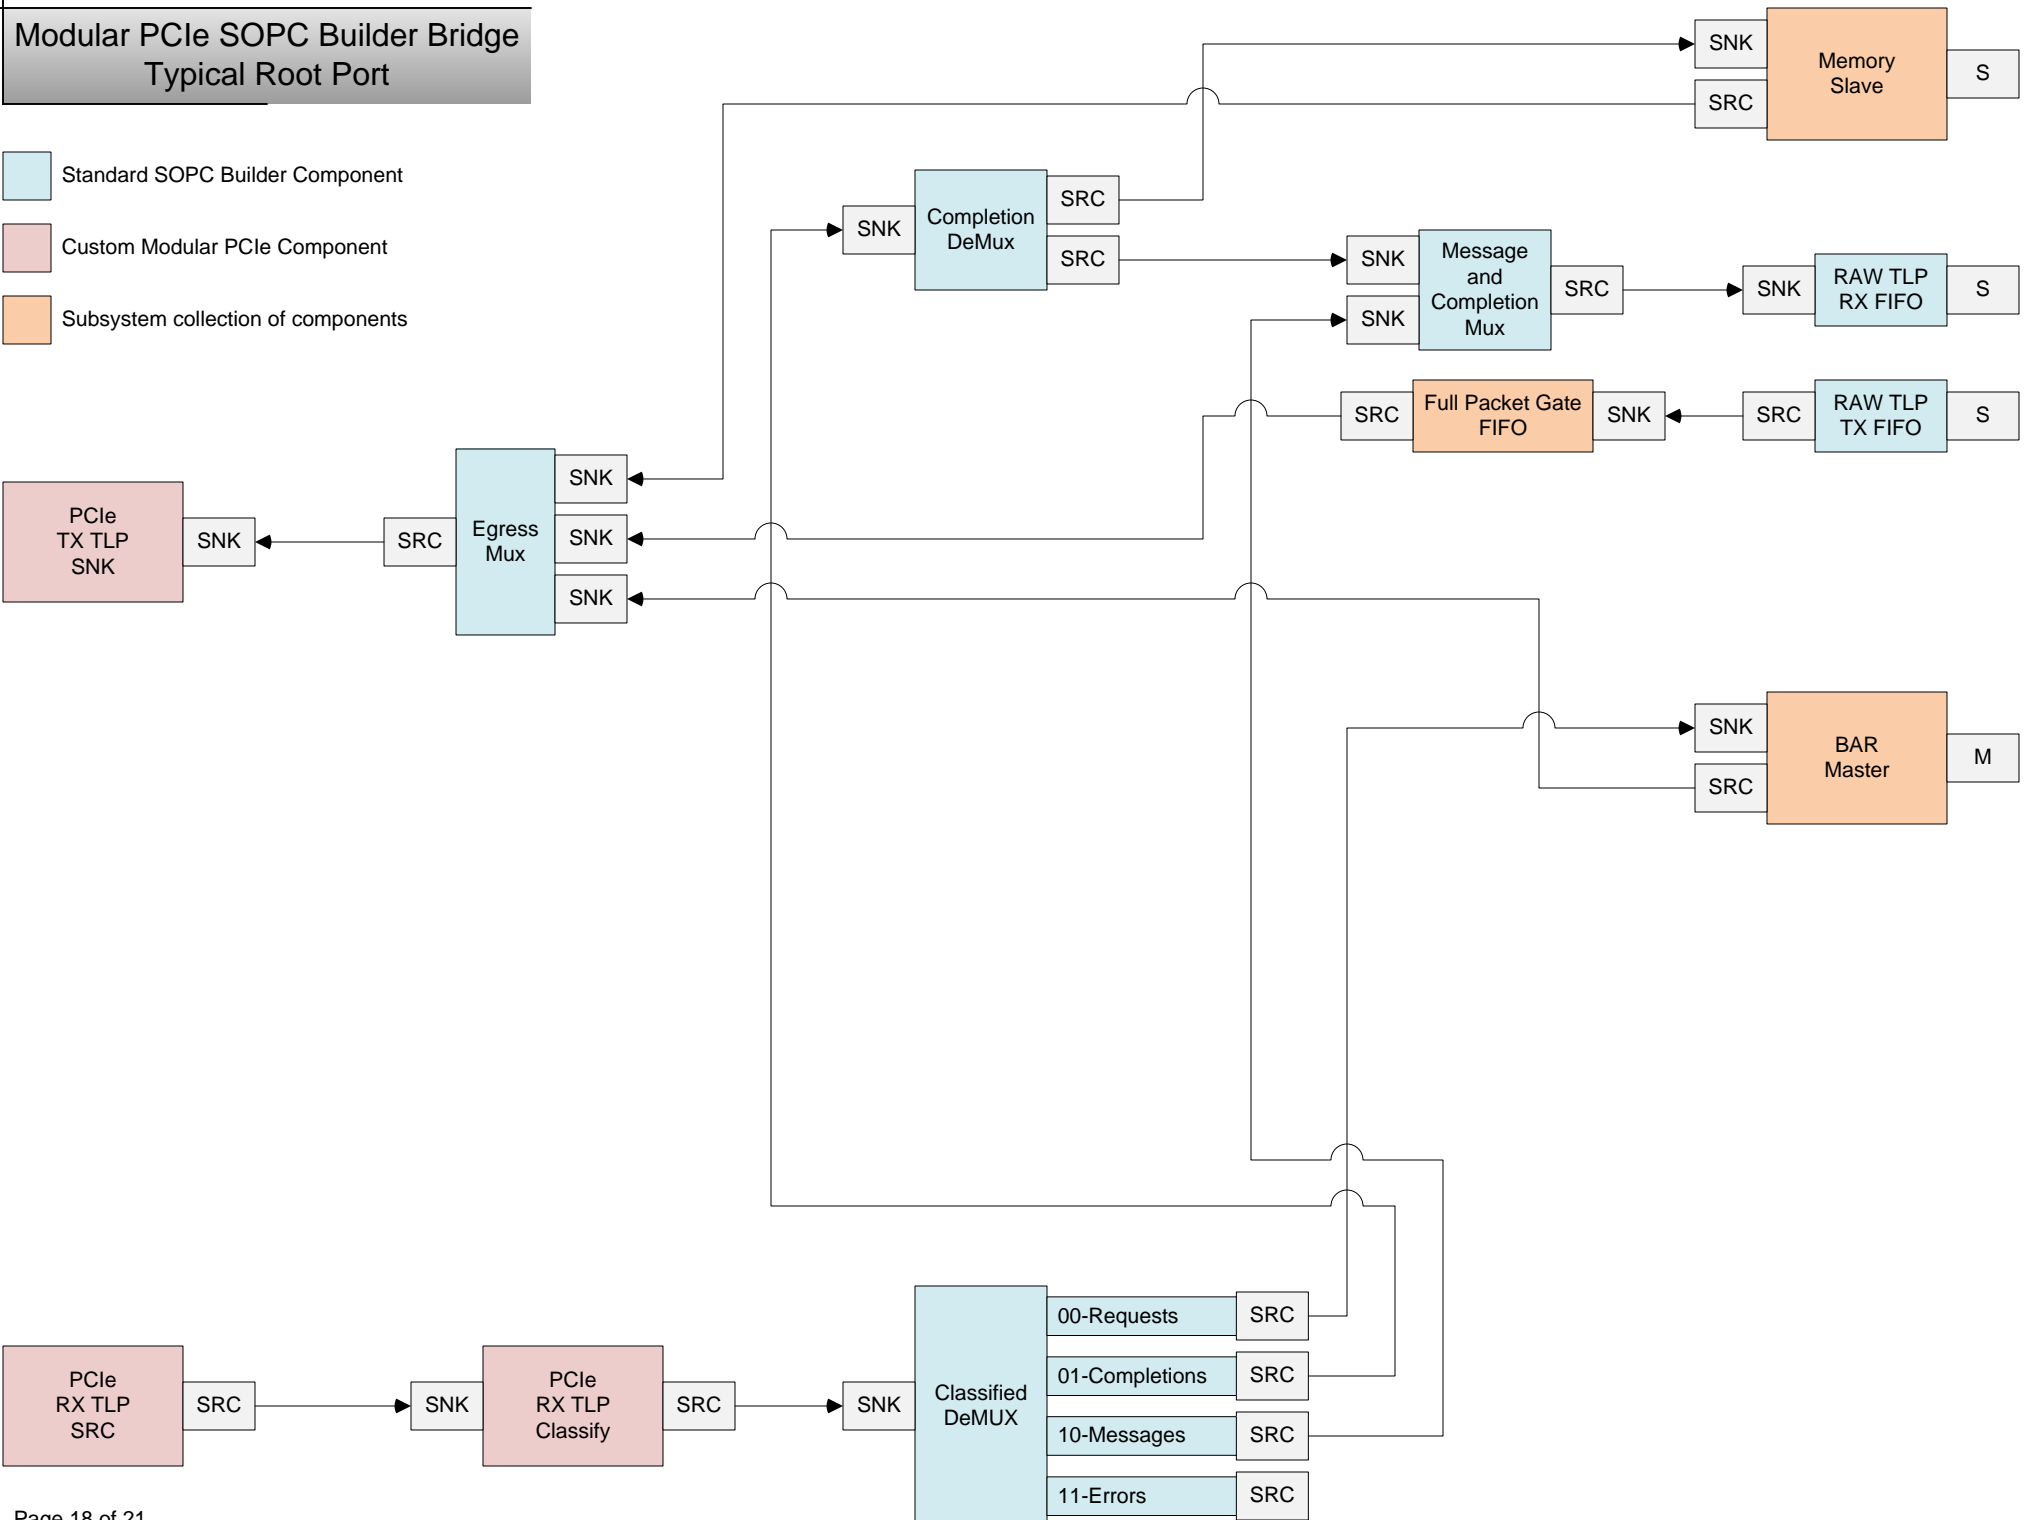 Modular PCIe SOPC Builder Bridge
Typical Root Port
Standard SOPC Builder Component
Custom Modular PCIe Component
Subsystem collection of components
SNK
SRC
Memory
Slave
S
SNK
Completion
DeMux
SRC
SRC
SNK
SNK
Message
and
Completion
Mux
SRC
SNK
RAW TLP
RX FIFO
S
SRC
Full Packet Gate
FIFO
SNK
SRC
RAW TLP
TX FIFO
S
PCIe
TX TLP
SNK
SNK
SRC
Egress
Mux
SNK
SNK
SNK
SNK
SRC
BAR
Master
M
PCIe
RX TLP
SRC
SRC
SNK
PCIe
RX TLP
Classify
SRC
SNK
Classified
DeMUX
00-Requests
SRC
01-Completions
SRC
10-Messages
SRC
11-Errors
SRC
Page 18 of 21